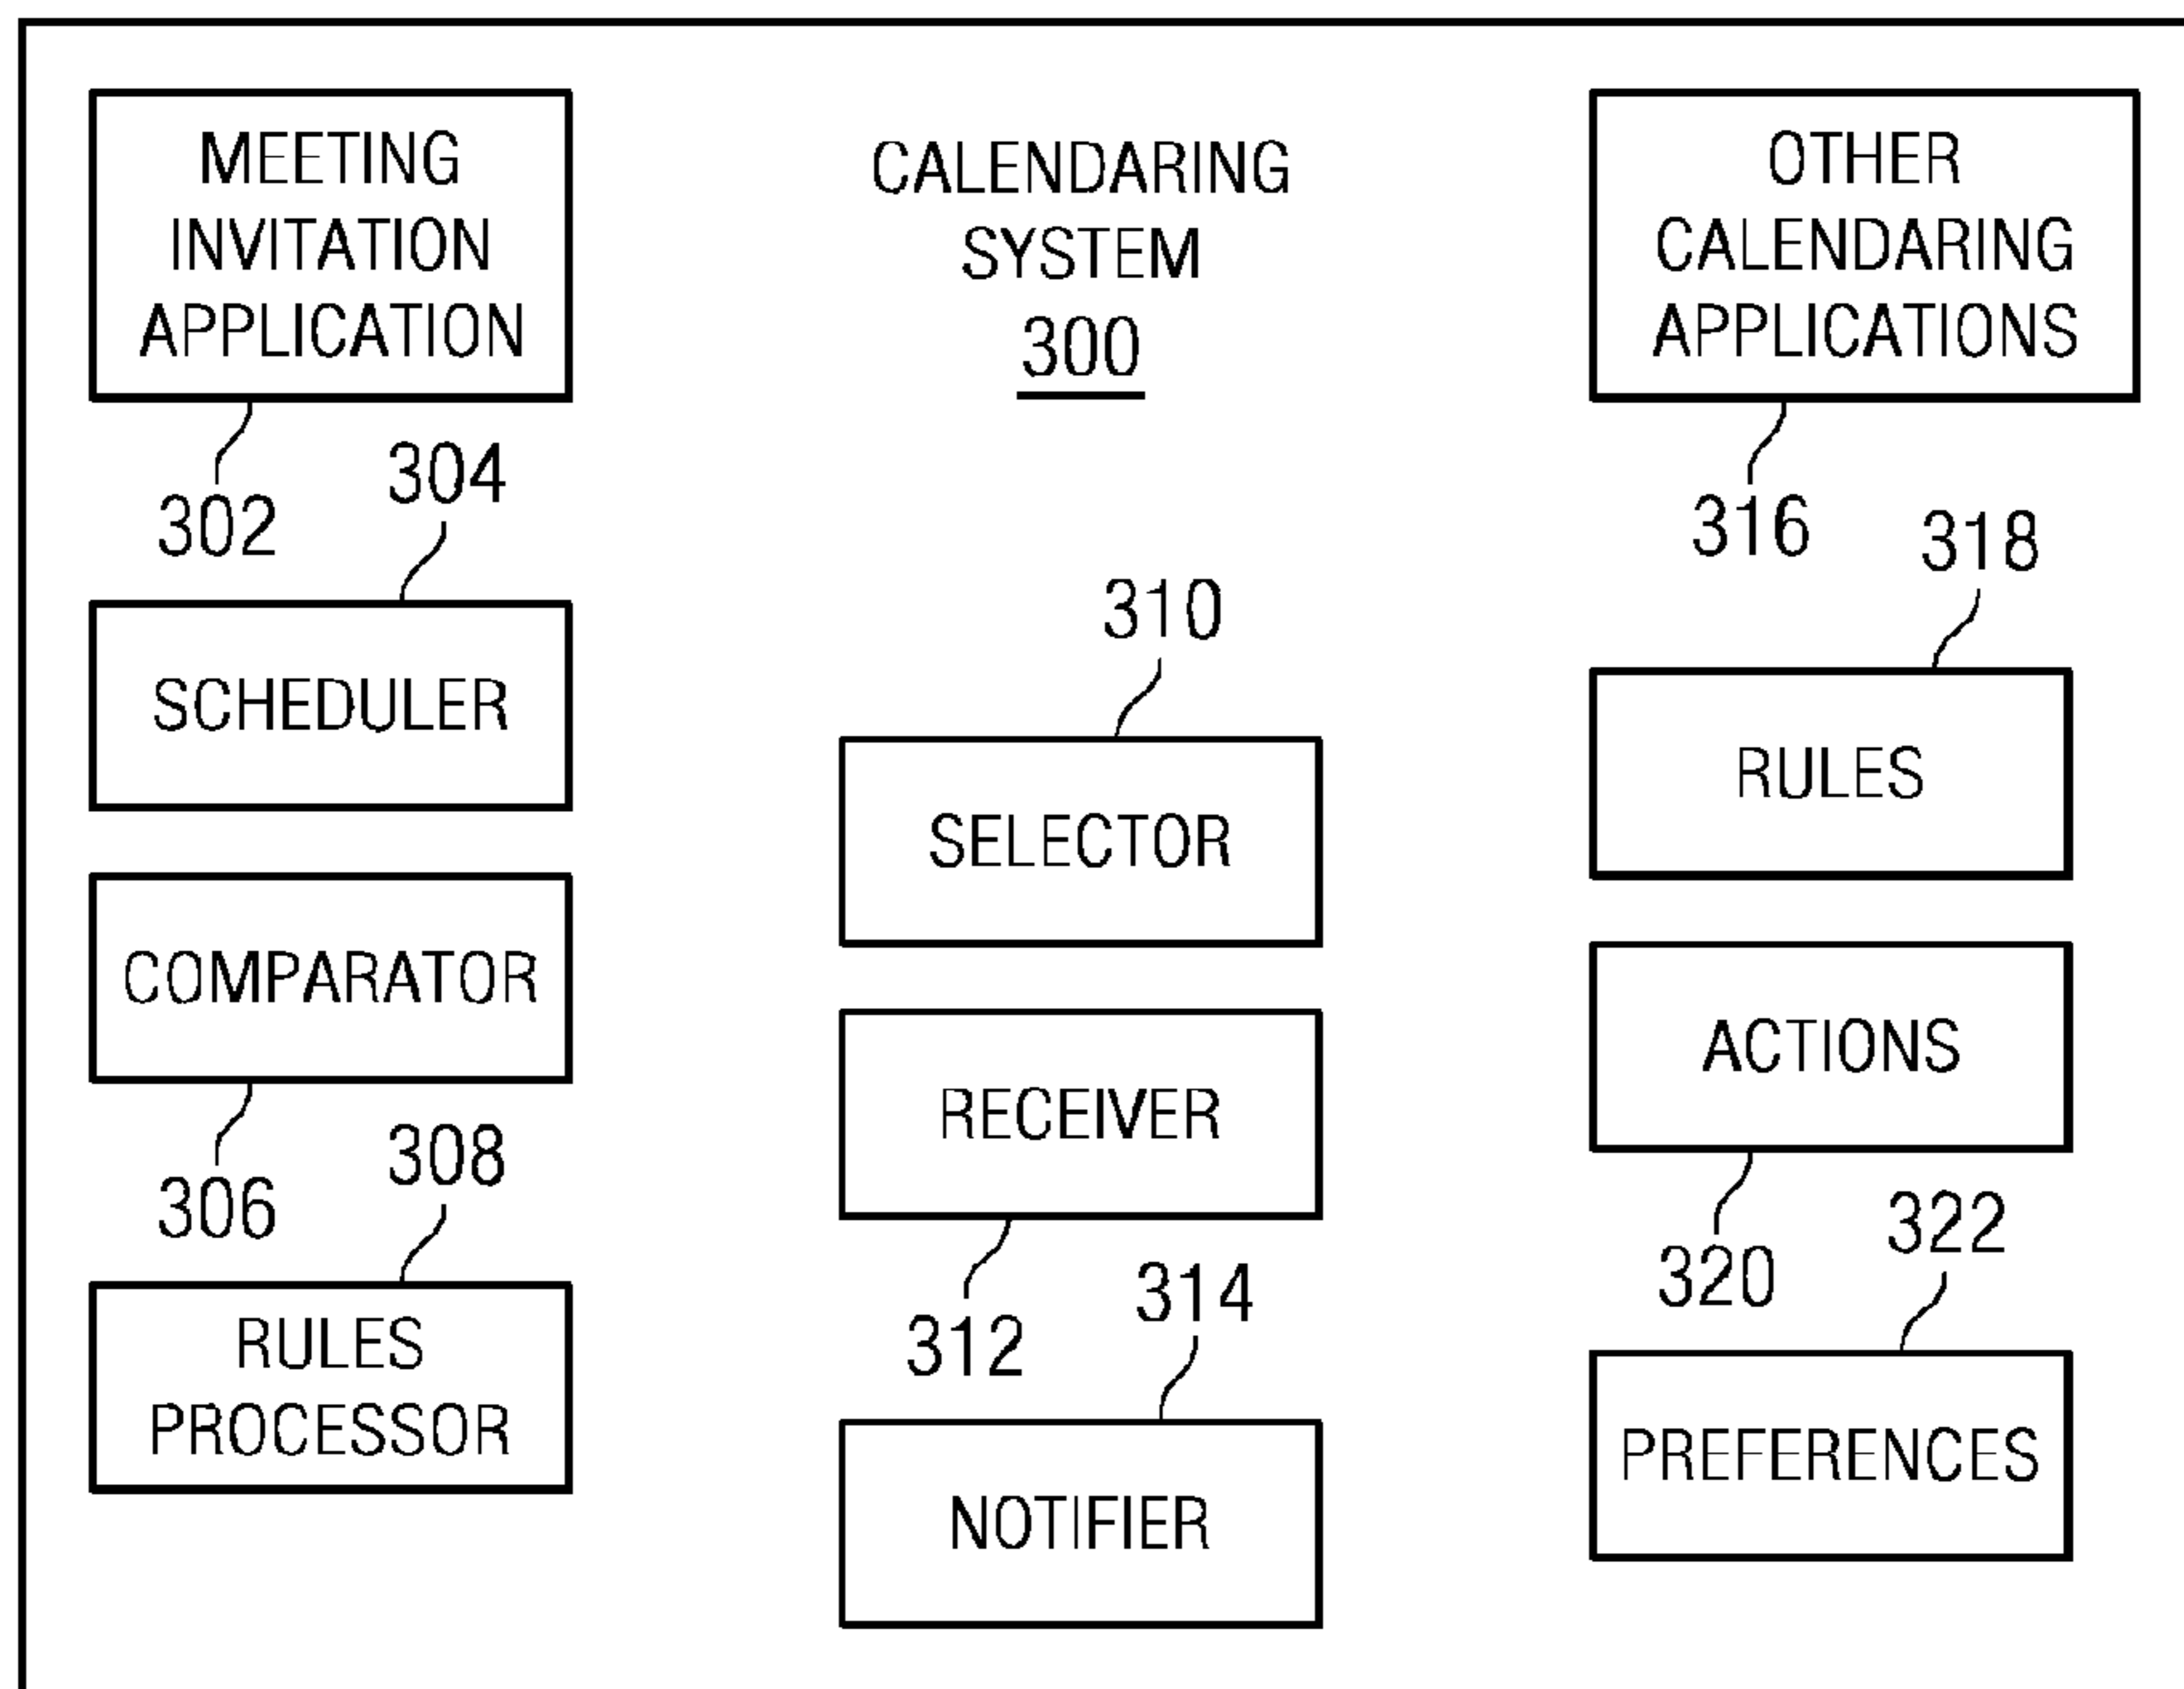 MEETING
INVITATION
APPLICATION
302
304
SCHEDULER
COMPARATOR
306
308
RULES
PROCESSOR
CALENDARING
SYSTEM
300
310
SELECTOR
RECEIVER
312
314
NOTIFIER
OTHER
CALENDARING
APPLICATIONS
316
318
RULES
ACTIONS
320
322
PREFERENCES